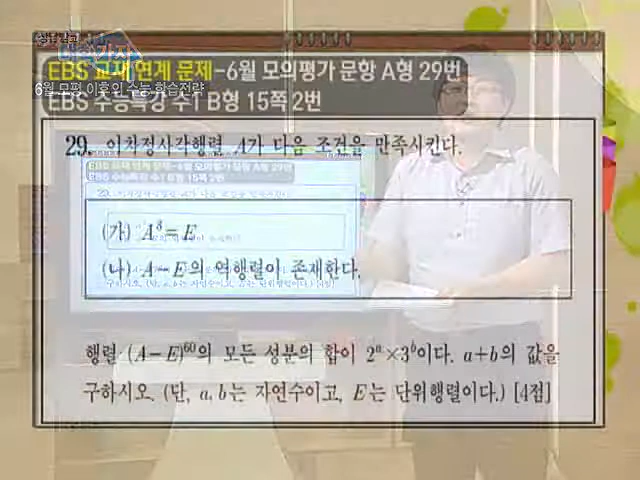 대학가자
EBS 교재 연계 문제-6월 모의평가 문항 A형 29번
6월 모평 이후의 수능 학습전략
EBS 수능특강 수1 B형 15쪽 2번
29. 이차정사각행렬 A가 다음 조건을 만족시킨다.
(가) A³=E
(나) A-E의 역행렬이 존재한다.
행렬 (A-E)⁶⁰의 모든 성분의 합이 2ᵃ×3ᵇ이다. a+b의 값을
구하시오. (단, a, b는 자연수이고, E는 단위행렬이다.) [4점]